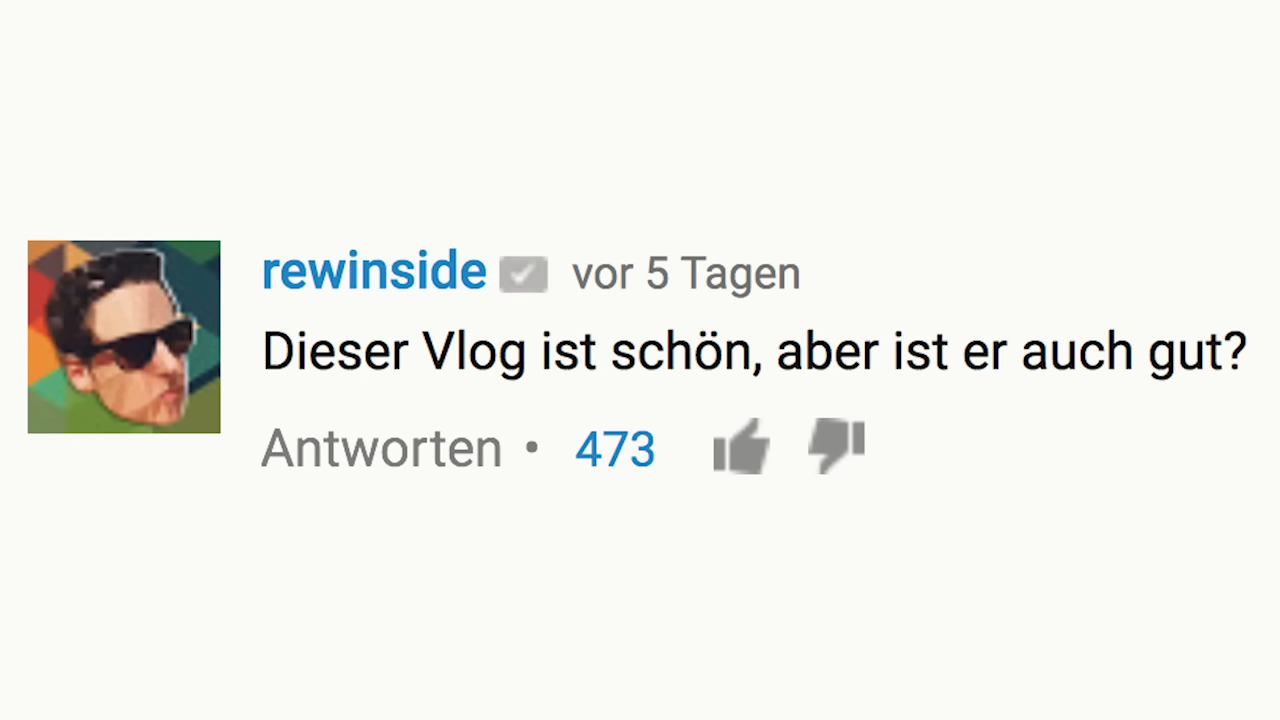 rewinside vor 5 Tagen
Dieser Vlog ist schön, aber ist er auch gut?
Antworten • 473